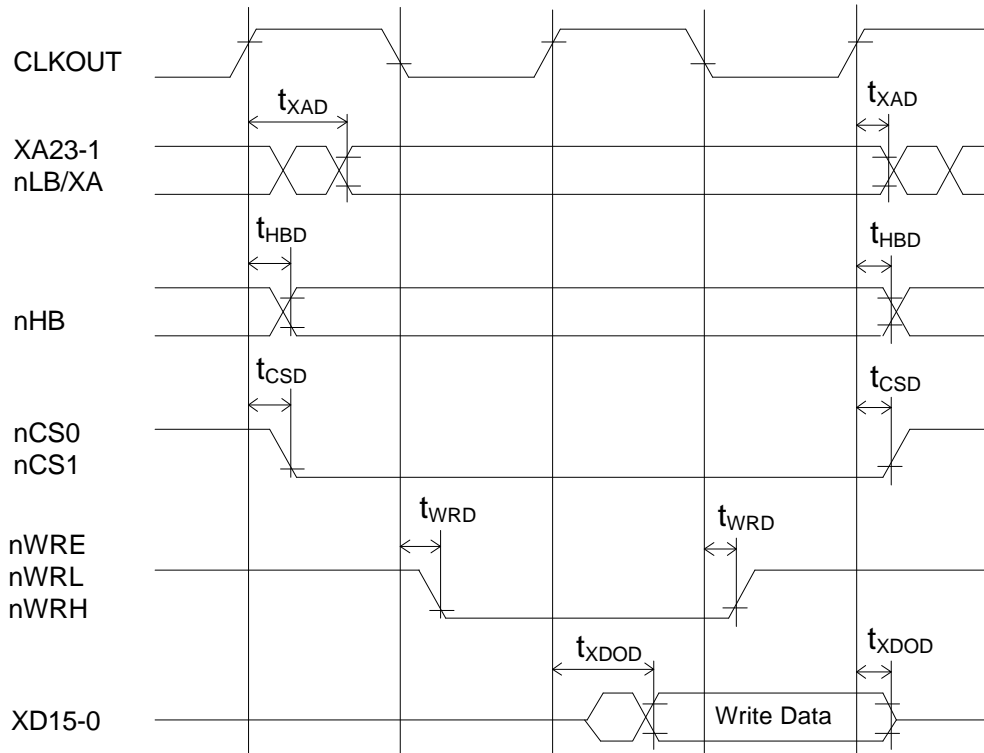 CLKOUT
tXAD
tXAD
XA23-1
nLB/XA
tHBD
tHBD
nHB
tCSD
tCSD
nCS0
nCS1
tWRD
tWRD
nWRE
nWRL
nWRH
tXDOD
tXDOD
XD15-0
Write Data